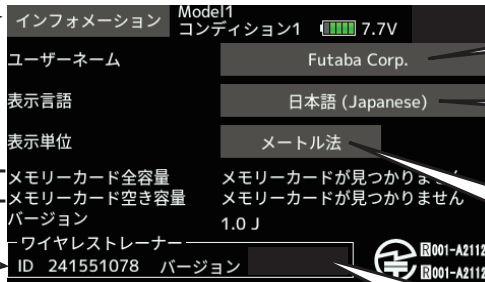 インフォメーション Model1
コンディション1 7.7V
ユーザーネーム Futaba Corp.
表示言語 日本語 (Japanese)
表示単位 メートル法
メモリーカード全容量 メモリーカードが見つかりません
メモリーカード空き容量 メモリーカードが見つかりません
バージョン 1.0 J
ワイヤレストレーナー
ID 241551078 バージョン
R001-A2112
R001-A2112